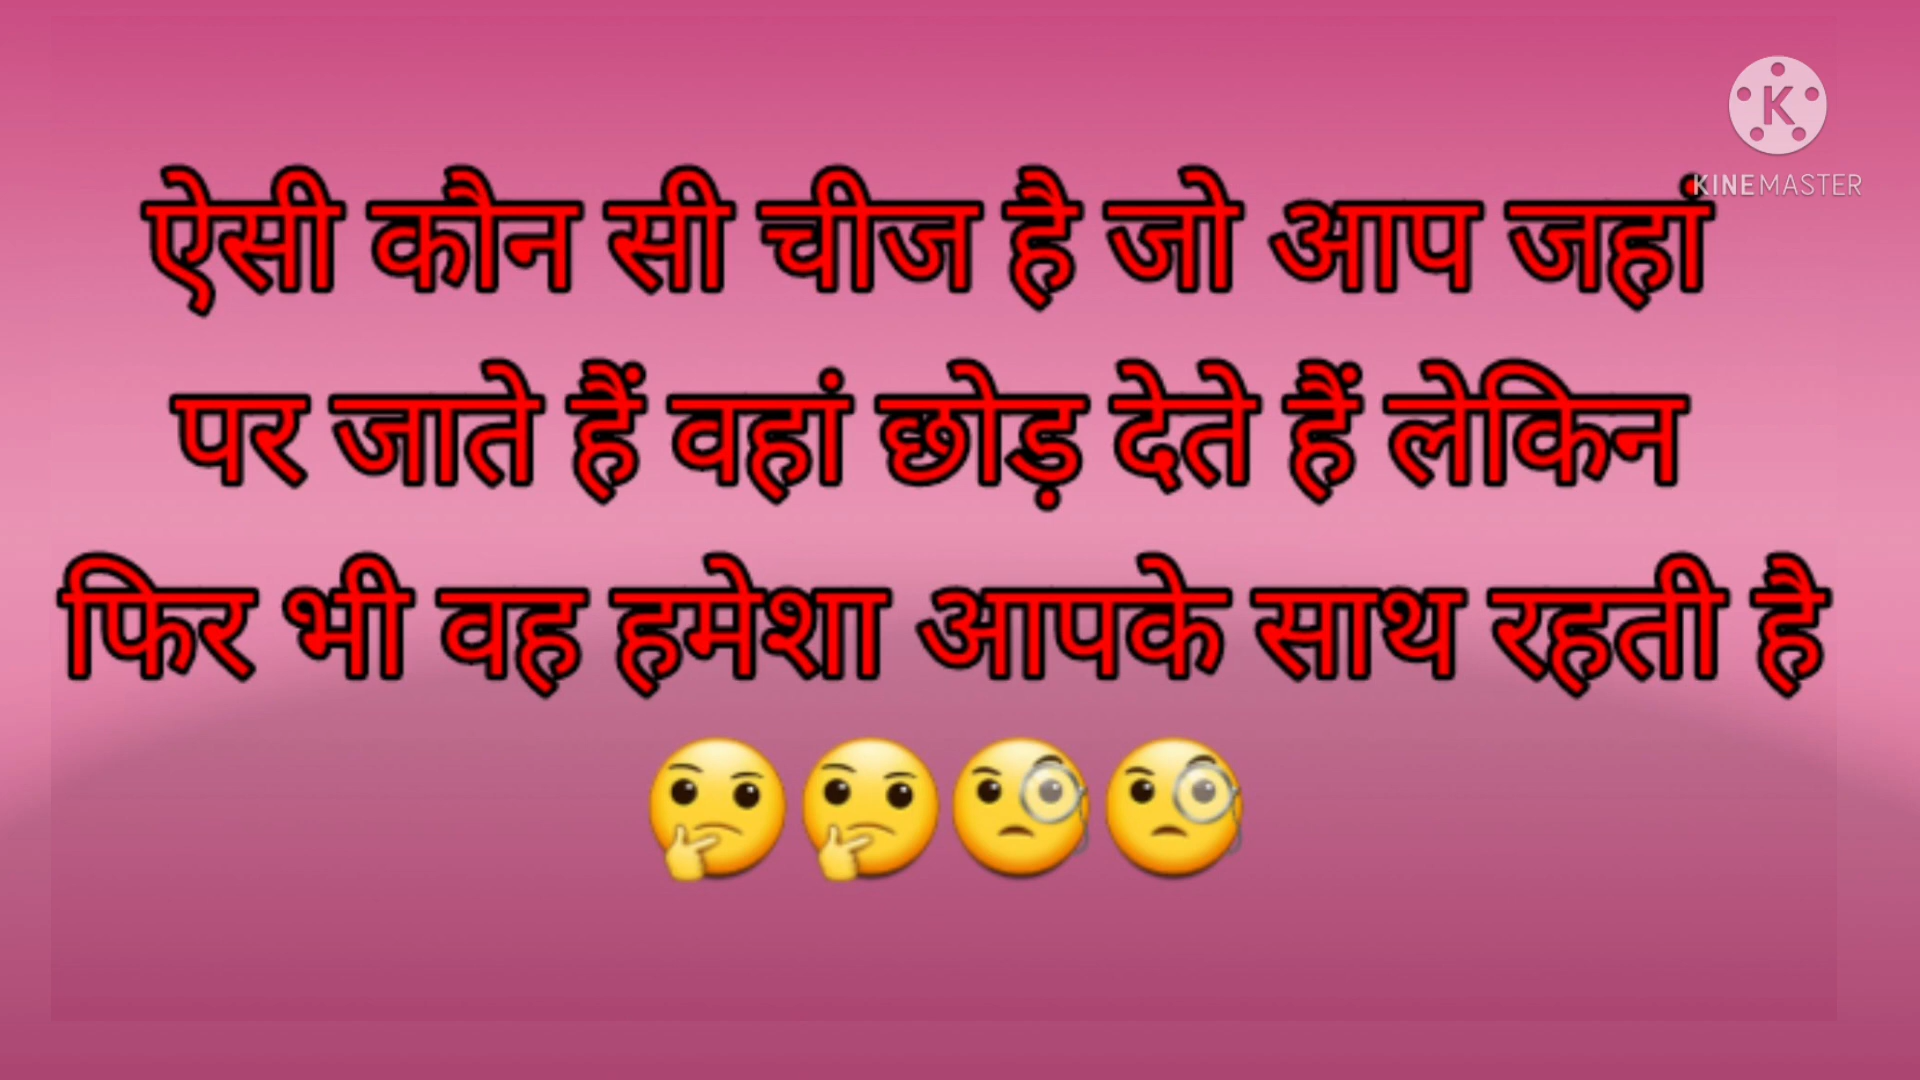 KINEMASTER
ऐसी कौन सी चीज है जो आप जहां
पर जाते हैं वहां छोड़ देते हैं लेकिन
फिर भी वह हमेशा आपके साथ रहती है
🤔🤔🧐🧐